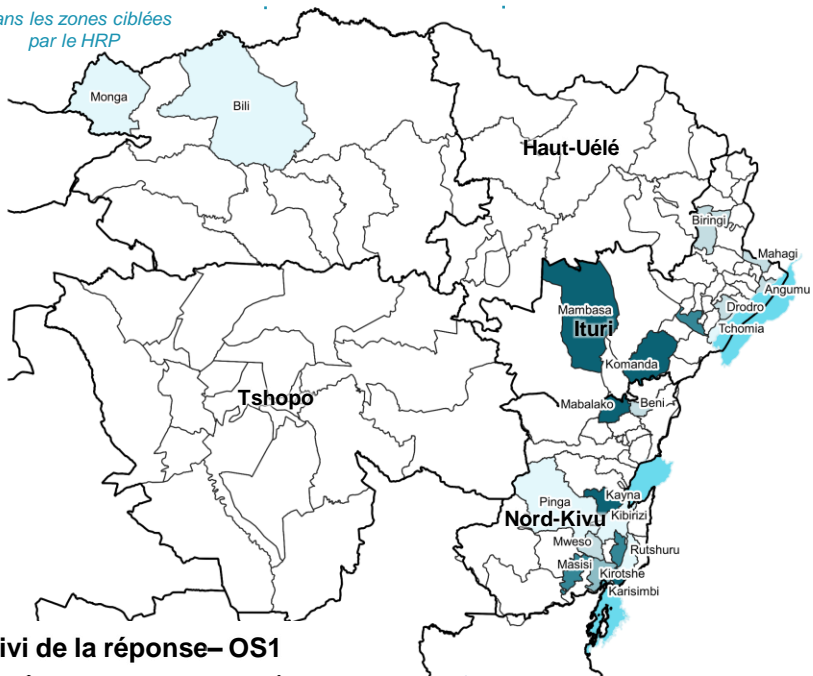 ans les zones ciblées
par le HRP
Monga
Bili
Haut-Uélé
Biringi
Mahagi
Angumu
Mambasa
Drodro
Ituri
Tchomia
Komanda
Tshopo
Mabalako
Beni
Pinga
Kayna
Nord-Kivu
Kibirizi
Mweso
Rutshuru
Masisi
Kirotshe
Karisimbi
ivi de la réponse– OS1